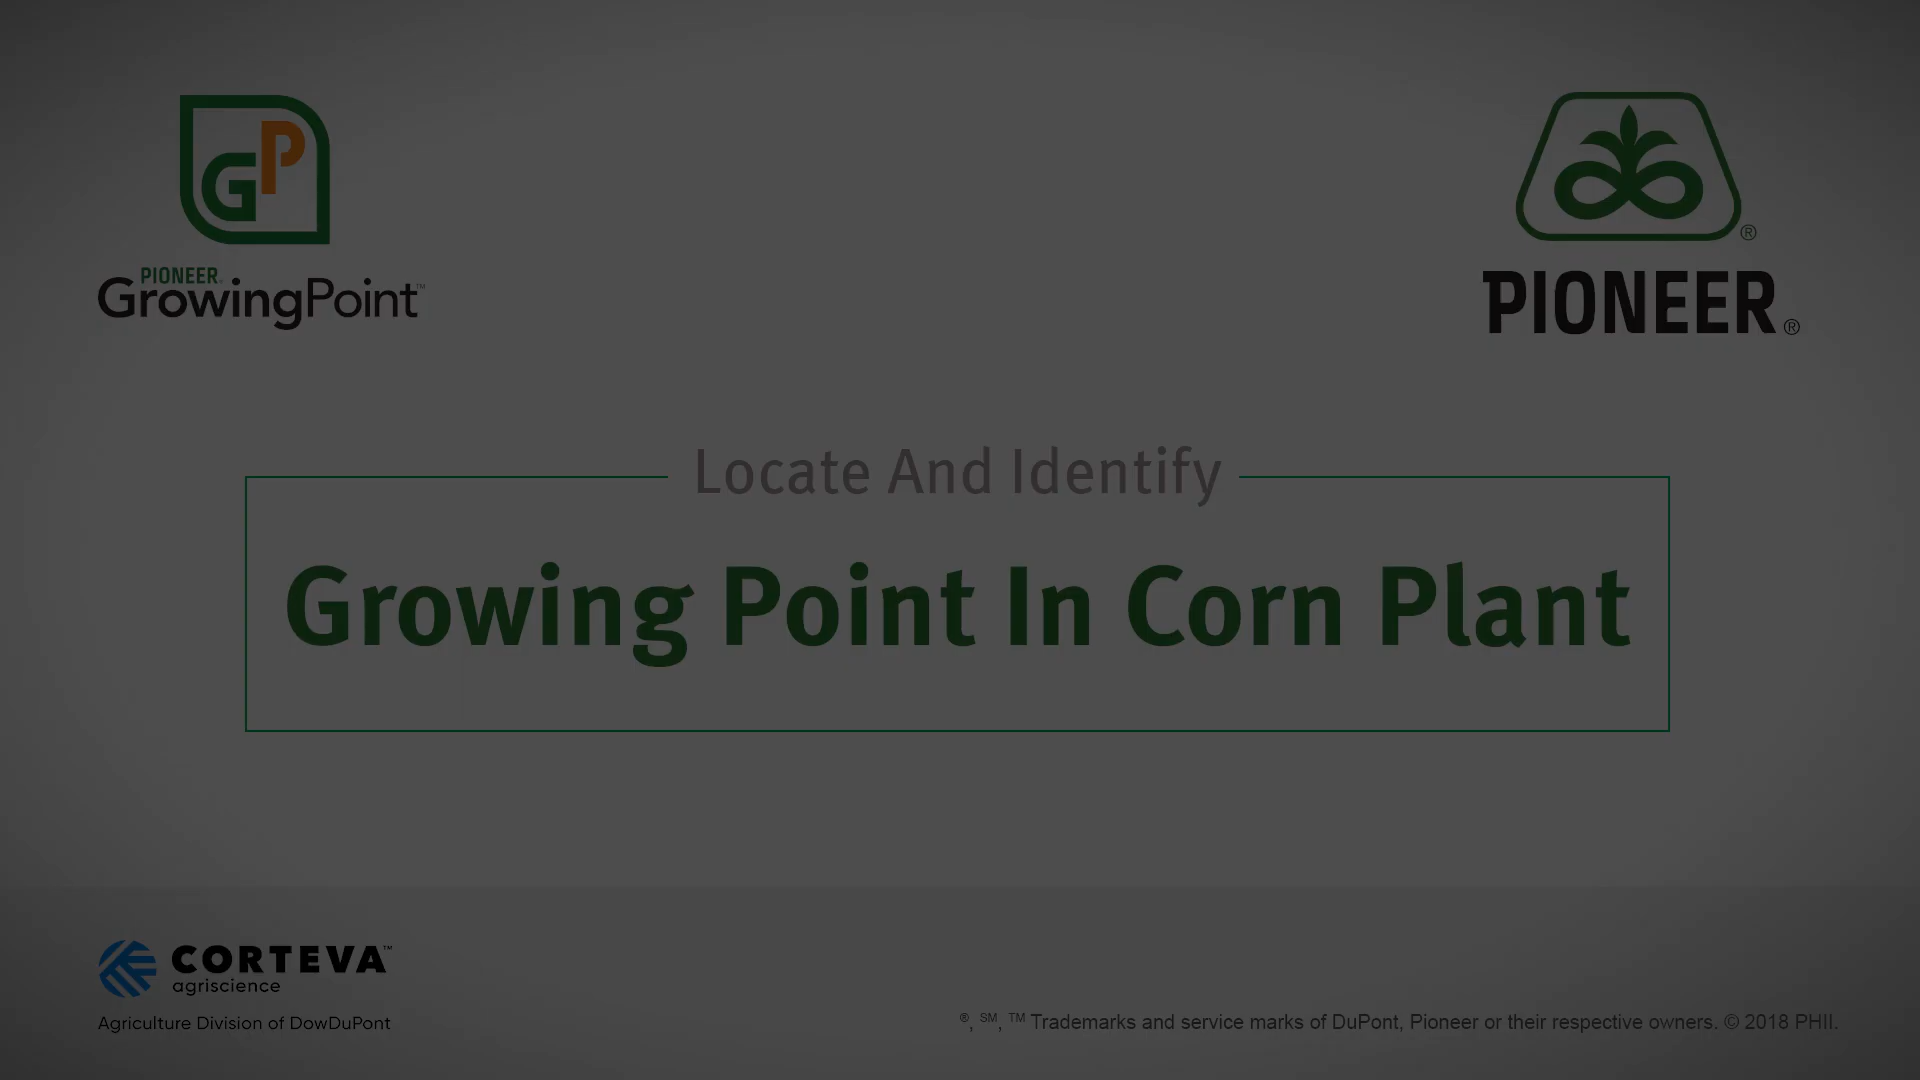 GP
PIONEER®
GrowingPoint™
®
PIONEER®
Locate And Identify
Growing Point In Corn Plant
CORTEVA™
agriscience
Agriculture Division of DowDuPont
®, SM, ™ Trademarks and service marks of DuPont, Pioneer or their respective owners. © 2018 PHII.